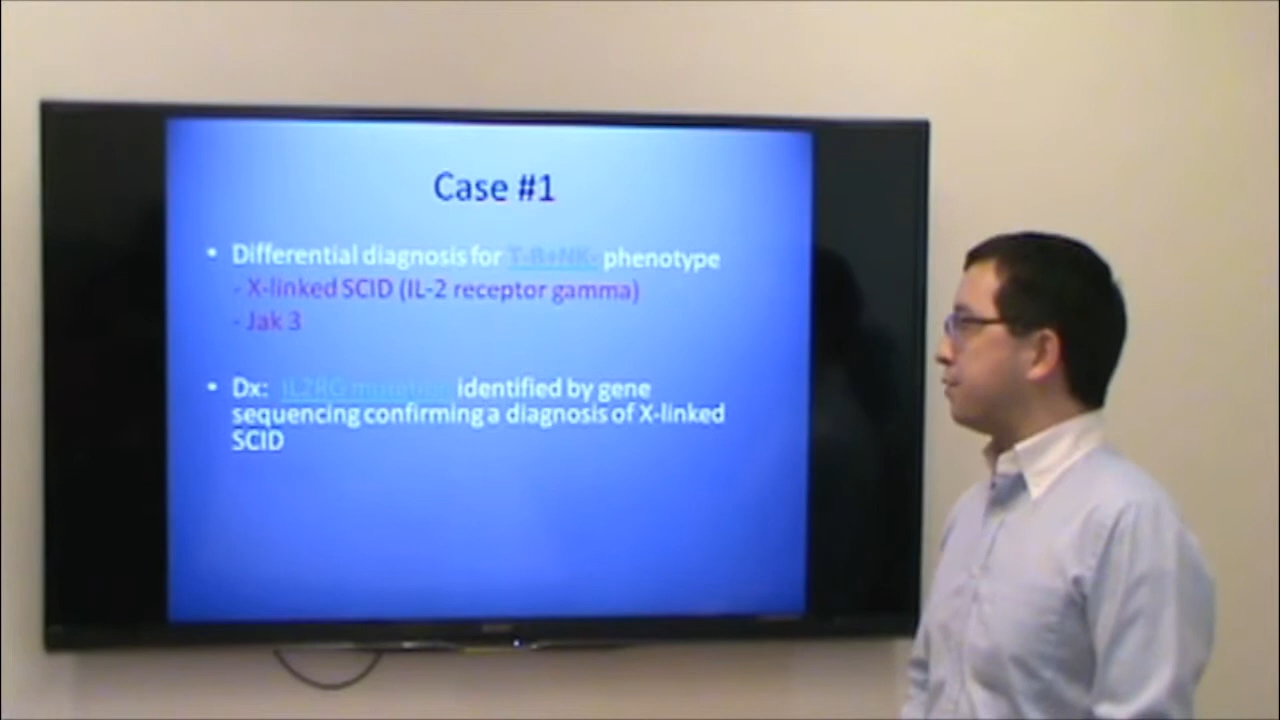 Case #1
• Differential diagnosis for T-B+NK- phenotype
- X-linked SCID (IL-2 receptor gamma)
- Jak 3
• Dx: IL2RG mutation identified by gene
sequencing confirming a diagnosis of X-linked
SCID